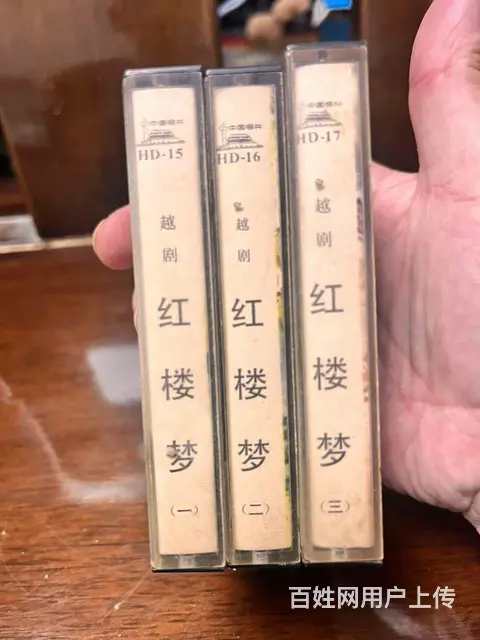 中国唱片
HD-15
越剧
红楼梦
(一)
中国唱片
HD-16
越剧
红楼梦
(二)
中国唱片
HD-17
越剧
红楼梦
(三)
百姓网用户上传